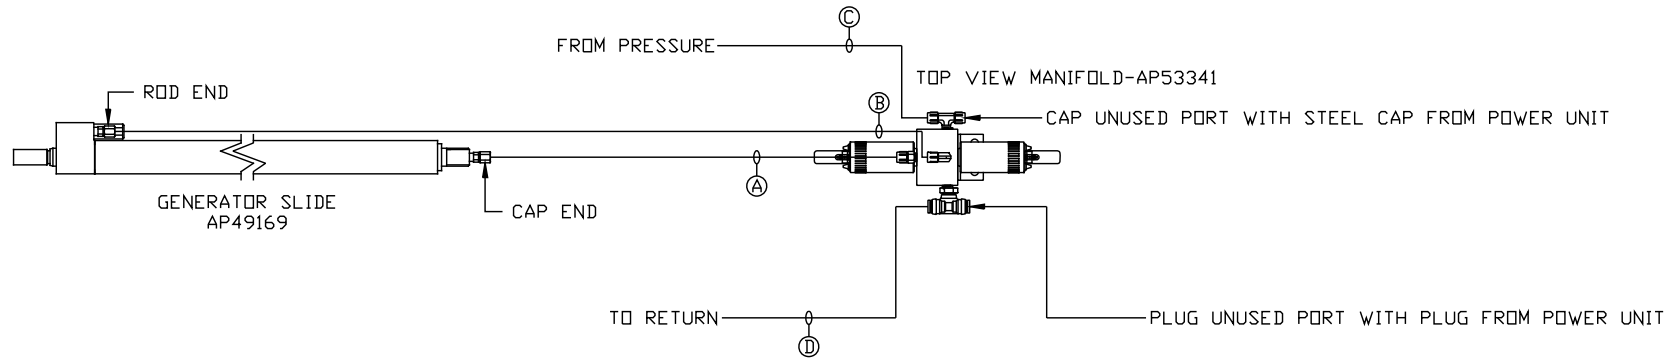 C
FROM PRESSURE
TOP VIEW MANIFOLD-AP53341
ROD END
B
CAP UNUSED PORT WITH STEEL CAP FROM POWER UNIT
A
GENERATOR SLIDE
AP49169
CAP END
TO RETURN
PLUG UNUSED PORT WITH PLUG FROM POWER UNIT
D